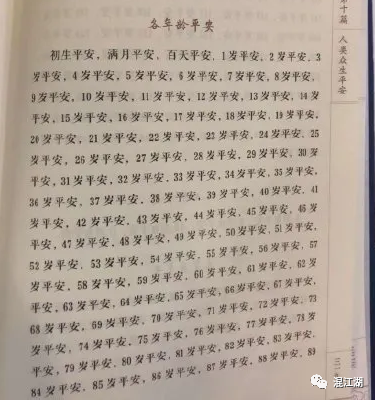 各年龄平安
初生平安，满月平安，百天平安，1岁平安，2岁平安，3
岁平安，4岁平安，5岁平安，6岁平安，7岁平安，8岁平安，
9岁平安，10岁平安，11岁平安，12岁平安，13岁平安，14
岁平安，15岁平安，16岁平安，17岁平安，18岁平安，19岁平安，
20岁平安，21岁平安，22岁平安，23岁平安，24岁平安，25
岁平安，26岁平安，27岁平安，28岁平安，29岁平安，30
岁平安，31岁平安，32岁平安，33岁平安，34岁平安，35岁平安，
36岁平安，37岁平安，38岁平安，39岁平安，40岁平安，41
岁平安，42岁平安，43岁平安，44岁平安，45岁平安，46岁平
安，47岁平安，48岁平安，49岁平安，50岁平安，51岁平安，
52岁平安，53岁平安，54岁平安，55岁平安，56岁平安，57
岁平安，58岁平安，59岁平安，60岁平安，61岁平安，62岁
平安，63岁平安，64岁平安，65岁平安，66岁平安，67岁平安，
68岁平安，69岁平安，70岁平安，71岁平安，72岁平安，73
岁平安，74岁平安，75岁平安，76岁平安，77岁平安，78岁
平安，79岁平安，80岁平安，81岁平安，82岁平安，83岁平安，
84岁平安，85岁平安，86岁平安，87岁平安，88岁平安，89
第十篇 人类众生平安
混江湖